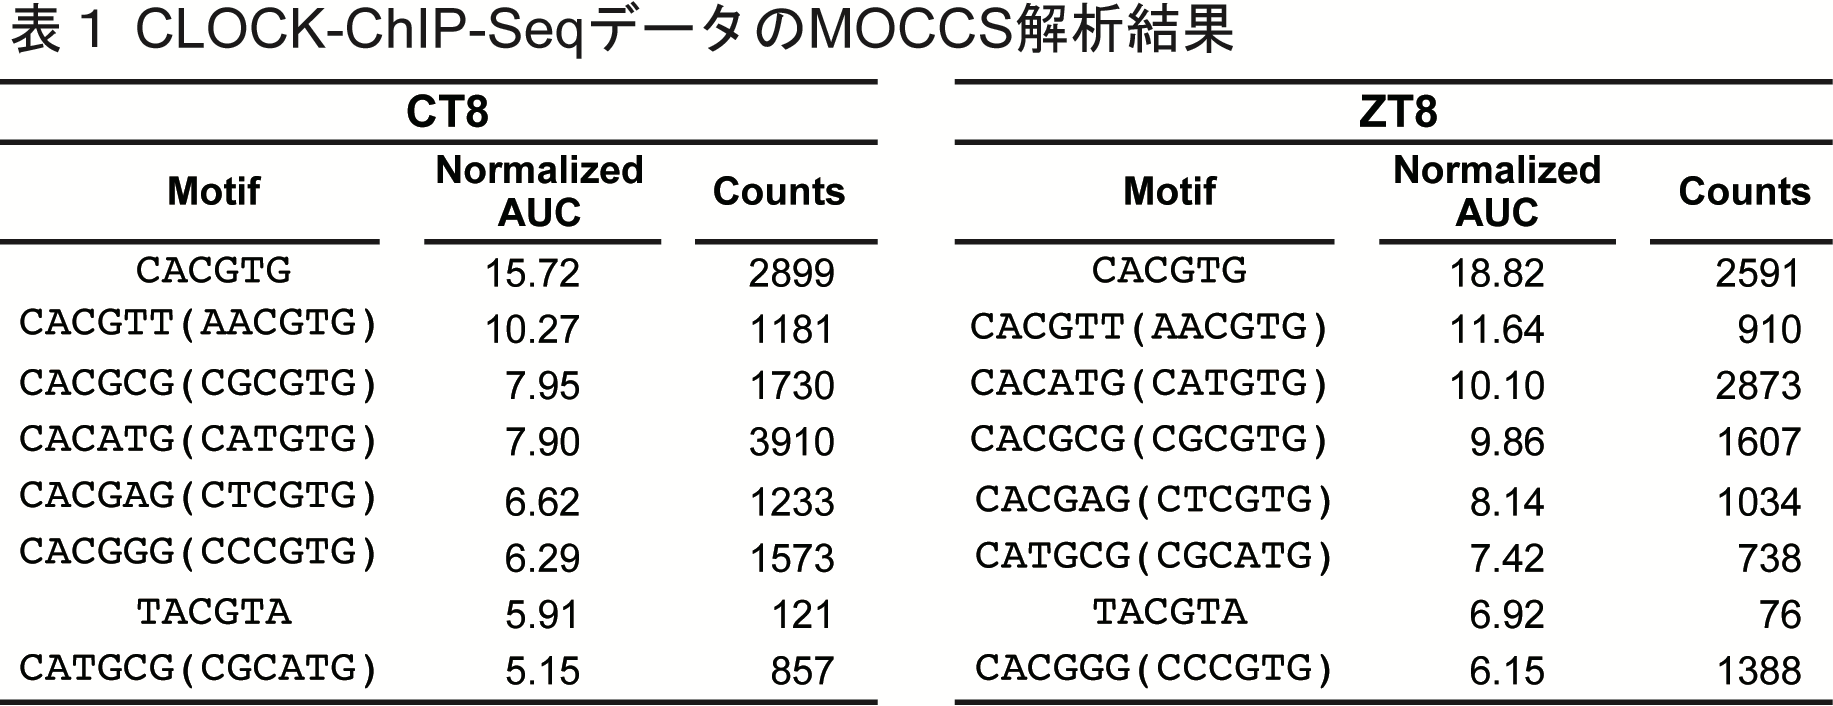 表１ CLOCK-ChIP-SeqデータのMOCCS解析結果
CT8
Motif Normalized AUC Counts
CACGTG 15.72 2899
CACGTT(AACGTG) 10.27 1181
CACGCG(CGCGTG) 7.95 1730
CACATG(CATGTG) 7.90 3910
CACGAG(CTCGTG) 6.62 1233
CACGGG(CCCGTG) 6.29 1573
TACGTA 5.91 121
CATGCG(CGCATG) 5.15 857
ZT8
Motif Normalized AUC Counts
CACGTG 18.82 2591
CACGTT(AACGTG) 11.64 910
CACATG(CATGTG) 10.10 2873
CACGCG(CGCGTG) 9.86 1607
CACGAG(CTCGTG) 8.14 1034
CATGCG(CGCATG) 7.42 738
TACGTA 6.92 76
CACGGG(CCCGTG) 6.15 1388